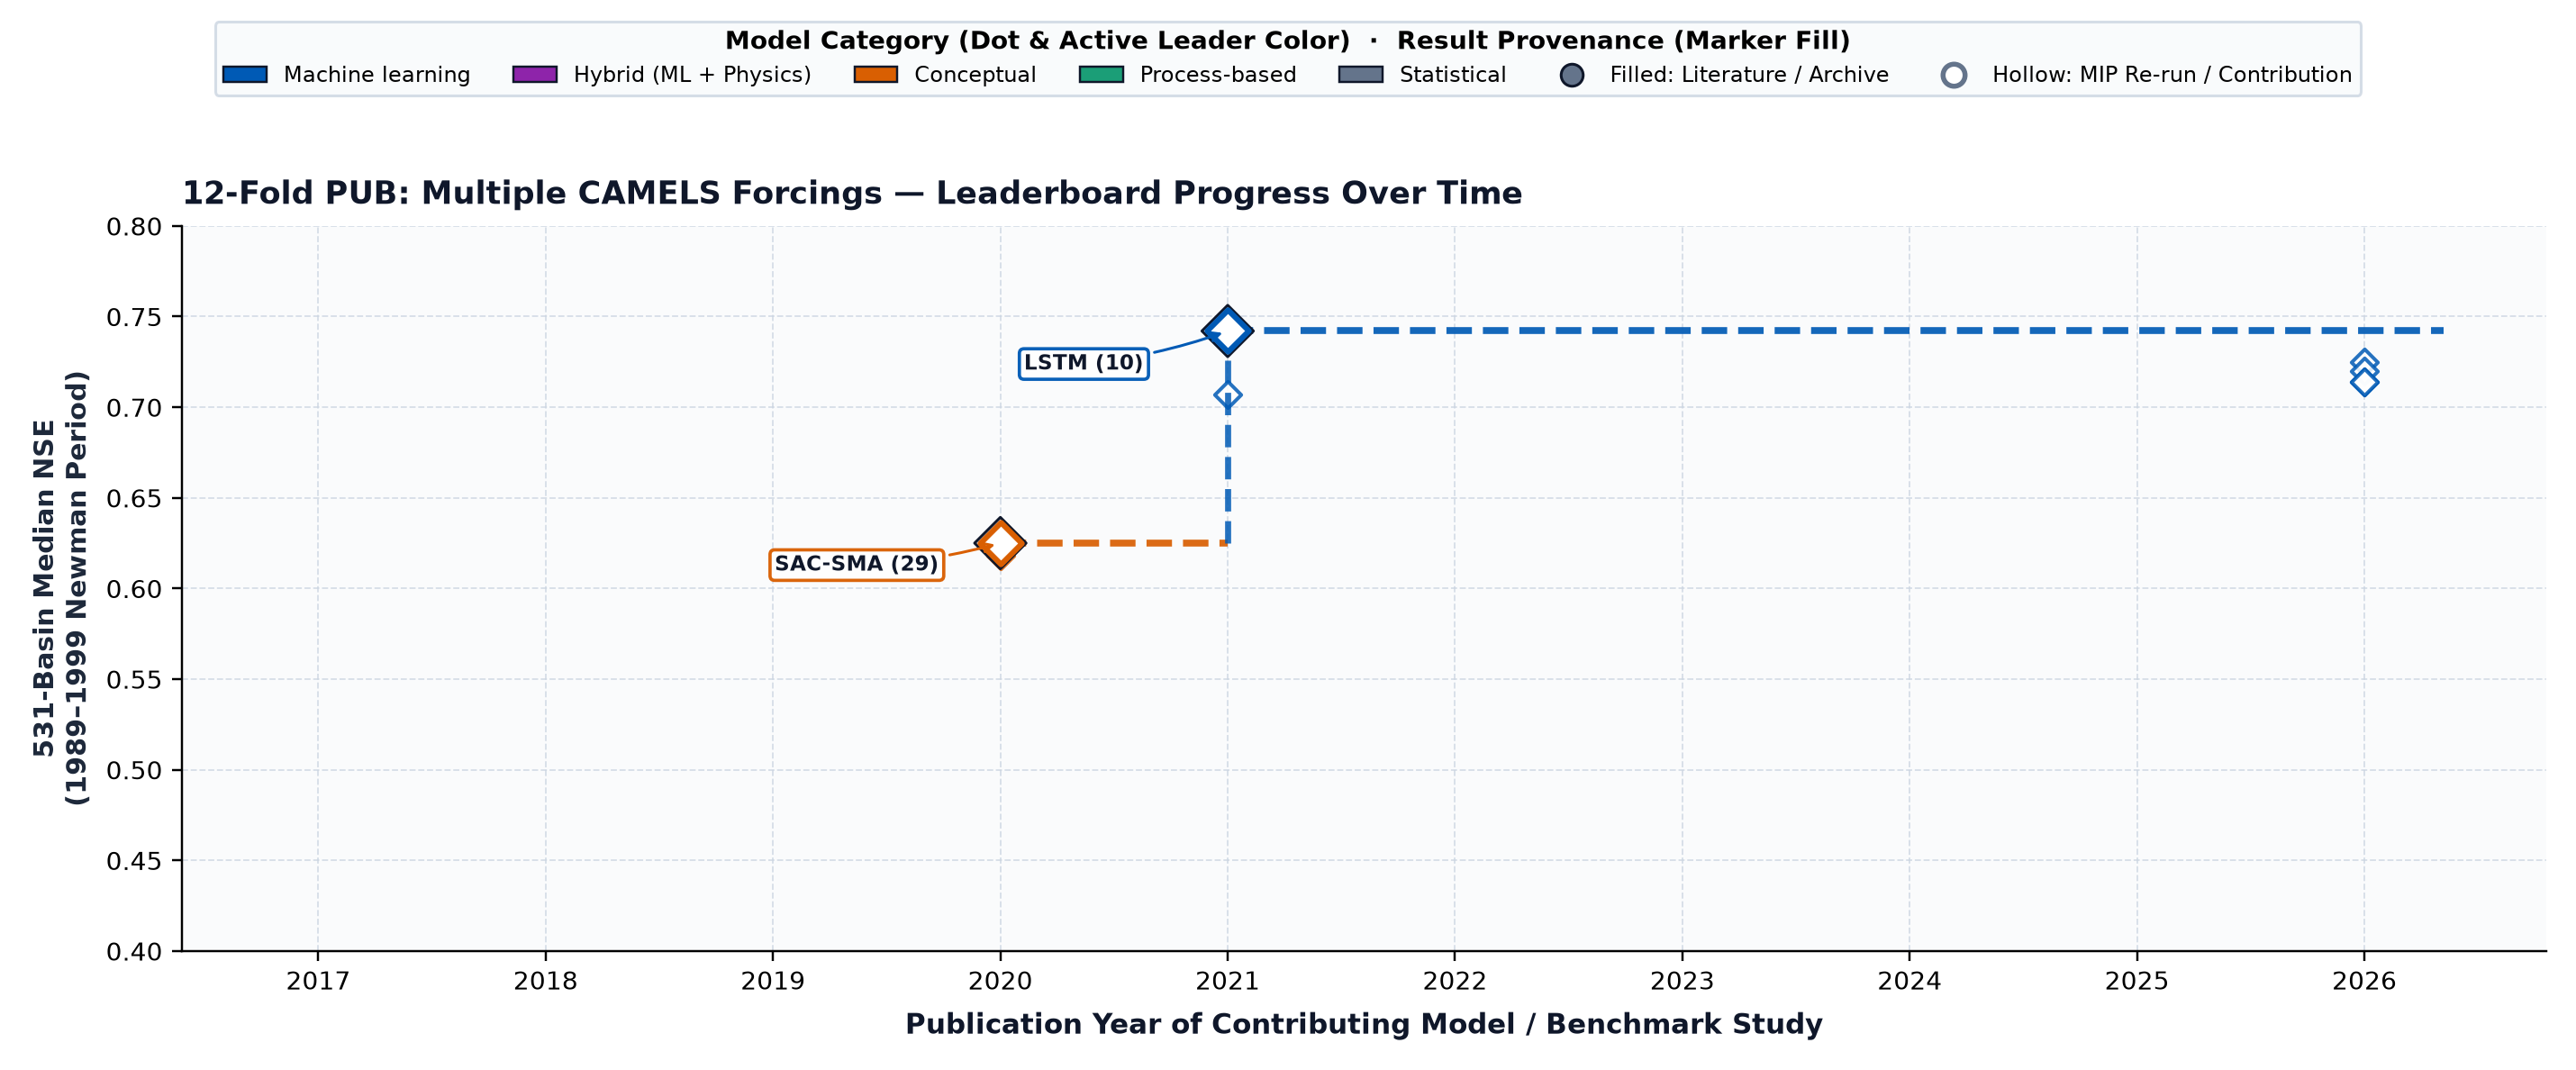 Model Category (Dot & Active Leader Color)  ·  Result Provenance (Marker Fill)
Machine learning  Hybrid (ML + Physics)  Conceptual  Process-based  Statistical  Filled: Literature / Archive  Hollow: MIP Re-run / Contribution
12-Fold PUB: Multiple CAMELS Forcings — Leaderboard Progress Over Time
531-Basin Median NSE
(1989–1999 Newman Period)
0.80
0.75
0.70
0.65
0.60
0.55
0.50
0.45
0.40
LSTM (10)
SAC-SMA (29)
2017  2018  2019  2020  2021  2022  2023  2024  2025  2026
Publication Year of Contributing Model / Benchmark Study